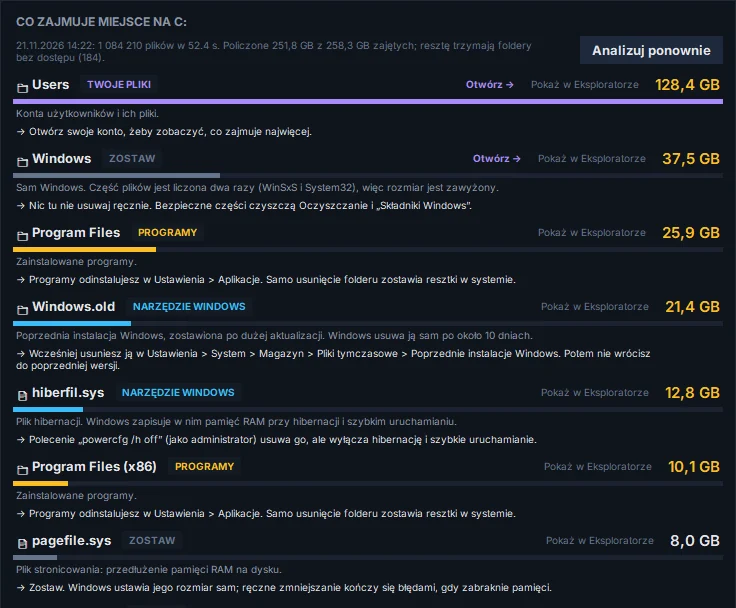 CO ZAJMUJE MIEJSCE NA C:
21.11.2026 14:22: 1 084 210 plików w 52.4 s. Policzone 251,8 GB z 258,3 GB zajętych; resztę trzymają foldery
bez dostępu (184).
Analizuj ponownie
Users TWOJE PLIKI Otwórz → Pokaż w Eksploratorze 128,4 GB
Konta użytkowników i ich pliki.
→ Otwórz swoje konto, żeby zobaczyć, co zajmuje najwięcej.
Windows ZOSTAW Otwórz → Pokaż w Eksploratorze 37,5 GB
Sam Windows. Część plików jest liczona dwa razy (WinSxS i System32), więc rozmiar jest zawyżony.
→ Nic tu nie usuwaj ręcznie. Bezpieczne części czyszczą Oczyszczanie i „Składniki Windows”.
Program Files PROGRAMY Pokaż w Eksploratorze 25,9 GB
Zainstalowane programy.
→ Programy odinstalujesz w Ustawienia > Aplikacje. Samo usunięcie folderu zostawia resztki w systemie.
Windows.old NARZĘDZIE WINDOWS Pokaż w Eksploratorze 21,4 GB
Poprzednia instalacja Windows, zostawiona po dużej aktualizacji. Windows usuwa ją sam po około 10 dniach.
→ Wcześniej usuniesz ją w Ustawienia > System > Magazyn > Pliki tymczasowe > Poprzednie instalacje Windows. Potem nie wrócisz
do poprzedniej wersji.
hiberfil.sys NARZĘDZIE WINDOWS Pokaż w Eksploratorze 12,8 GB
Plik hibernacji. Windows zapisuje w nim pamięć RAM przy hibernacji i szybkim uruchamianiu.
→ Polecenie „powercfg /h off” (jako administrator) usuwa go, ale wyłącza hibernację i szybkie uruchamianie.
Program Files (x86) PROGRAMY Pokaż w Eksploratorze 10,1 GB
Zainstalowane programy.
→ Programy odinstalujesz w Ustawienia > Aplikacje. Samo usunięcie folderu zostawia resztki w systemie.
pagefile.sys ZOSTAW Pokaż w Eksploratorze 8,0 GB
Plik stronicowania: przedłużenie pamięci RAM na dysku.
→ Zostaw. Windows ustawia jego rozmiar sam; ręczne zmniejszanie kończy się błędami, gdy zabraknie pamięci.